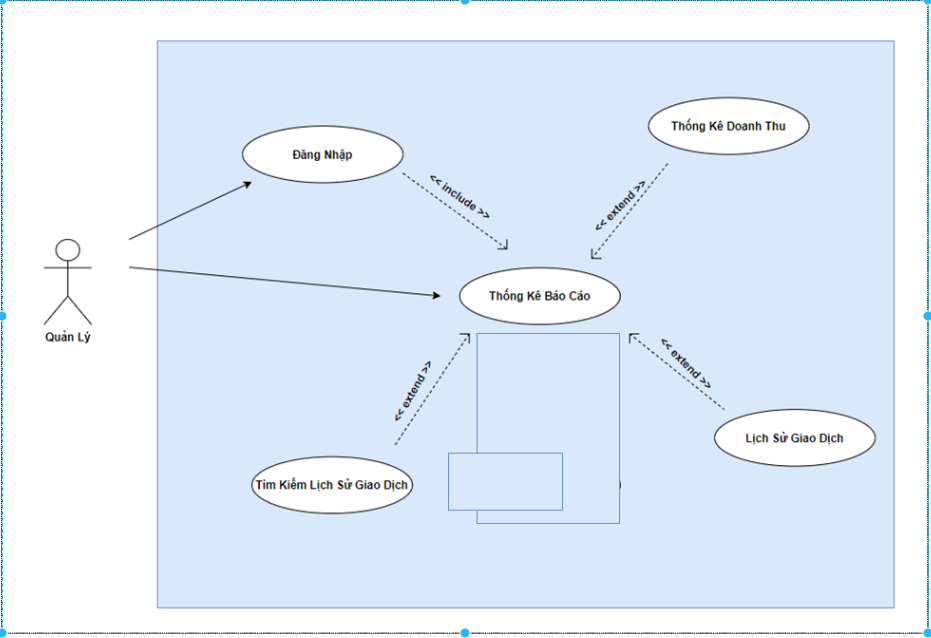 Thống Kê Doanh Thu
Đăng Nhập
<< include >>
<< extend >>
Thống Kê Báo Cáo
Quản Lý
<< extend >>
<< extend >>
Lịch Sử Giao Dịch
Tìm Kiếm Lịch Sử Giao Dịch